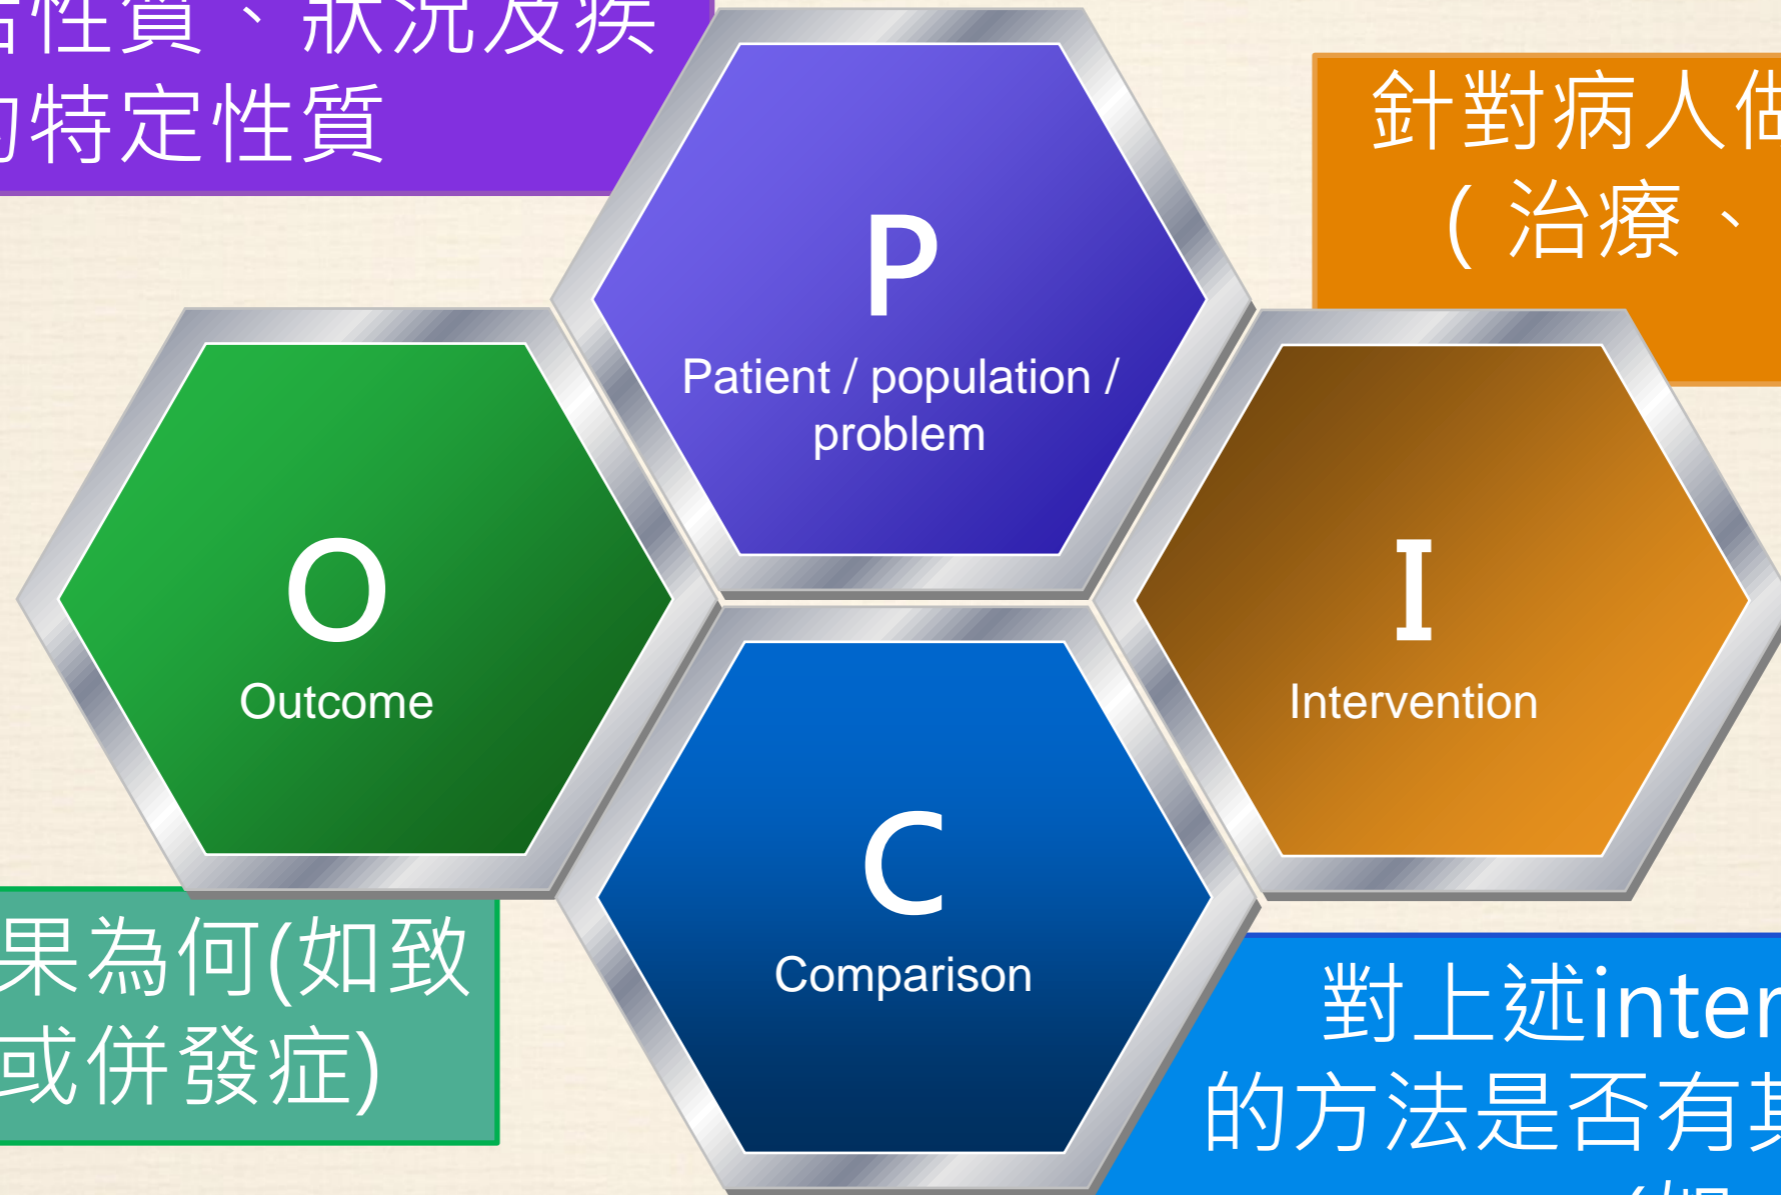 性質、狀況及疾
的特定性質
P
Patient / population /
problem
針對病人
( 治療、
O
Outcome
I
Intervention
C
Comparison
果為何(如致
或併發症)
對上述inter
的方法是否有